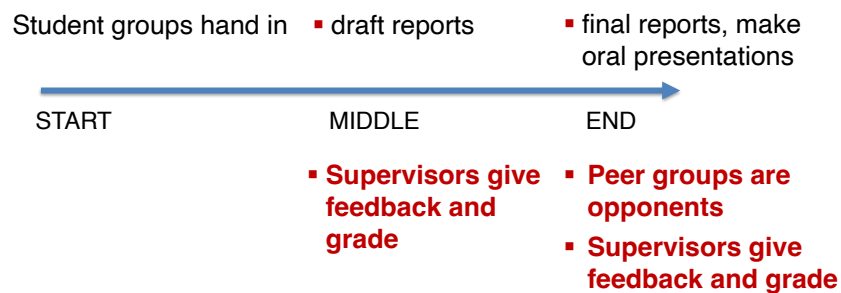 Student groups hand in ▪ draft reports ▪ final reports, make
oral presentations
START MIDDLE END
▪ Supervisors give
feedback and
grade
▪ Peer groups are
opponents
▪ Supervisors give
feedback and grade